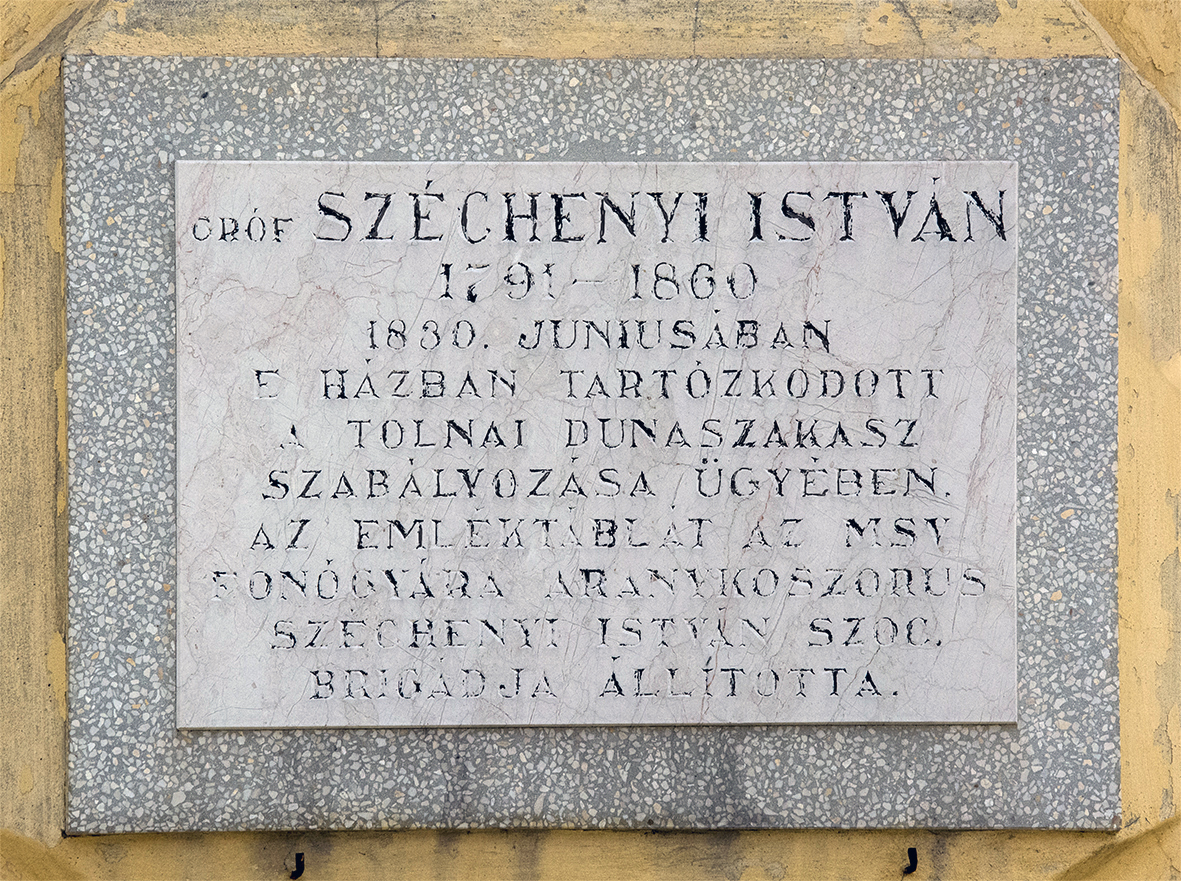 GRÓF SZÉCHENYI ISTVÁN
1791 – 1860
1830. JUNIUSÁBAN
E HÁZBAN TARTÓZKODOTT
A TOLNAI DUNASZAKASZ
SZABÁLYOZÁSA ÜGYÉBEN.
AZ EMLÉKTÁBLÁT AZ MSV
FONÓGYÁRA ARANYKOSZORUS
SZÉCHENYI ISTVÁN SZOC.
BRIGÁDJA ÁLLÍTOTTA.